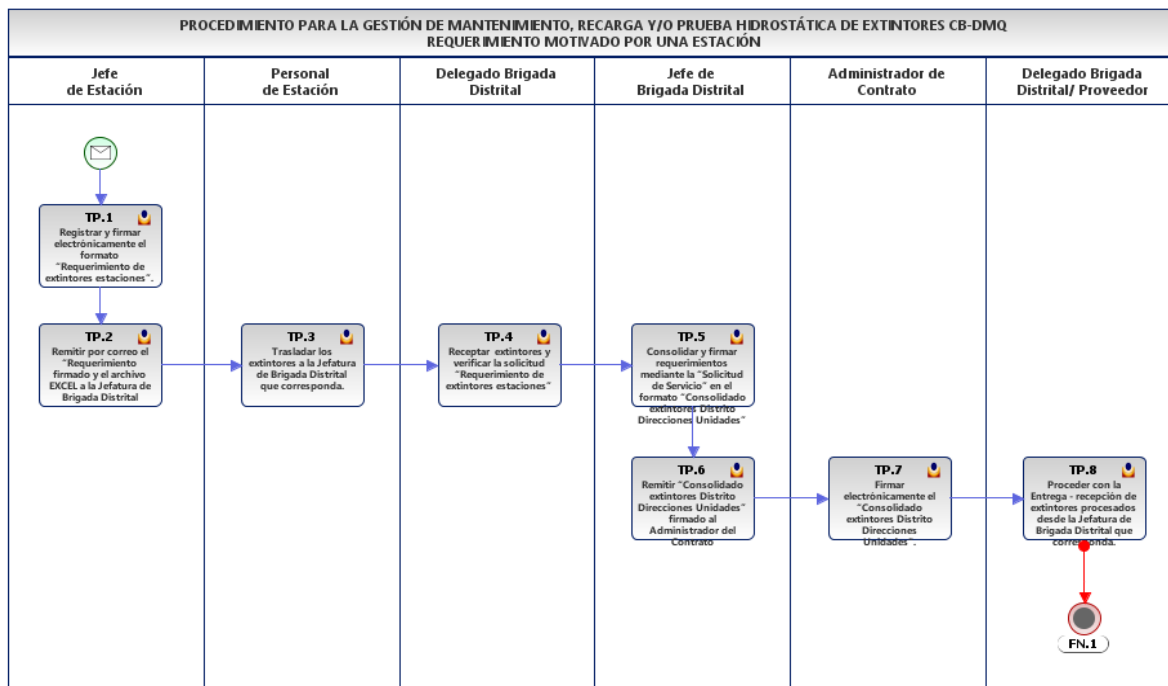 PROCEDIMIENTO PARA LA GESTIÓN DE MANTENIMIENTO, RECARGA Y/O PRUEBA HIDROSTÁTICA DE EXTINTORES CB-DMQ
REQUERIMIENTO MOTIVADO POR UNA ESTACIÓN
Jefe
de Estación
Personal
de Estación
Delegado Brigada
Distrital
Jefe de
Brigada Distrital
Administrador de
Contrato
Delegado Brigada
Distrital/ Proveedor
TP.1
Registrar y firmar
electrónicamente el
formato
"Requerimiento de
extintores estaciones".
TP.2
Remitir por correo el
"Requerimiento
firmado y el archivo
EXCEL a la Jefatura de
Brigada Distrital
TP.3
Trasladar los
extintores a la Jefatura
de Brigada Distrital
que corresponda.
TP.4
Receptar extintores y
verificar la solicitud
"Requerimiento de
extintores estaciones"
TP.5
Consolidar y firmar
requerimientos
mediante la "Solicitud
de Servicio" en el
formato "Consolidado
extintores Distrito
Direcciones Unidades"
TP.6
Remitir "Consolidado
extintores Distrito
Direcciones Unidades"
firmado al
Administrador del
Contrato
TP.7
Firmar
electrónicamente el
"Consolidado
extintores Distrito
Direcciones
Unidades".
TP.8
Proceder con la
Entrega - recepción de
extintores procesados
desde la Jefatura de
Brigada Distrital que
corresponda.
FN.1